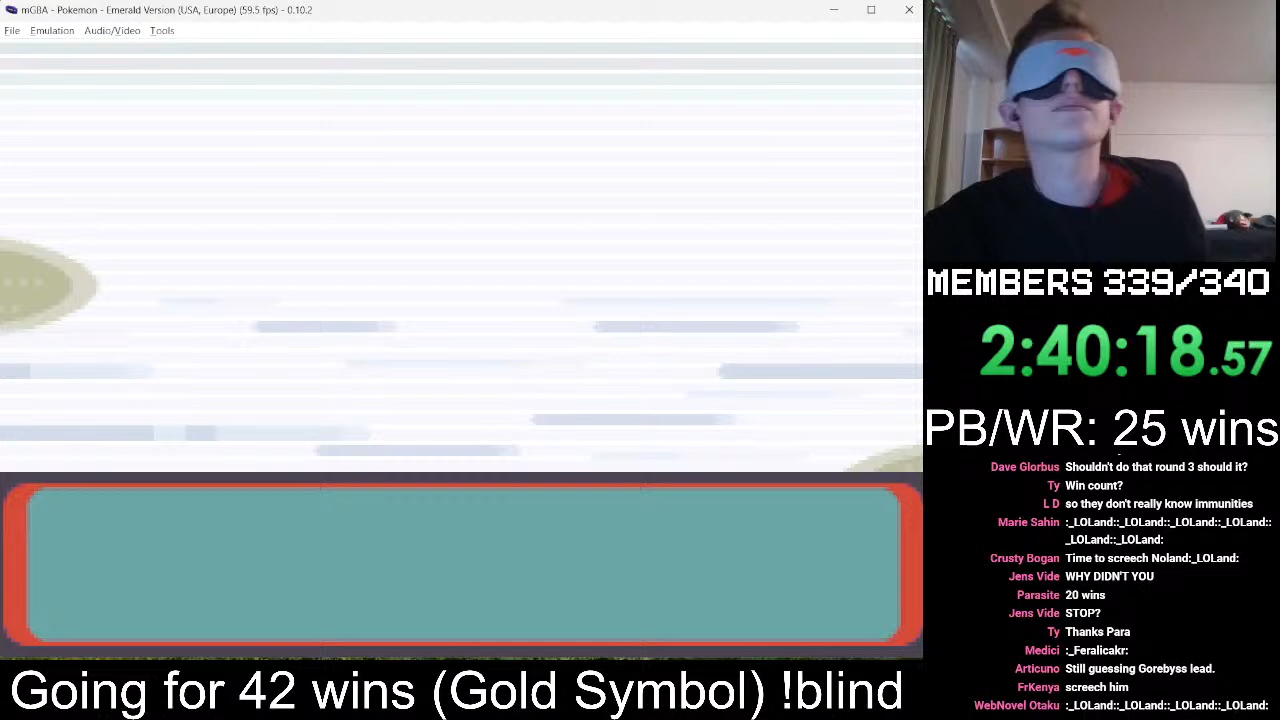 mGBA - Pokemon - Emerald Version (USA, Europe) (59.5 fps) - 0.10.2
File Emulation Audio/Video Tools
MEMBERS 339/340
2:40:18.57
PB/WR: 25 wins
Dave Glorbus Shouldn't do that round 3 should it?
Ty Win count?
L D so they don't really know immunities
Marie Sahin :_LOLand::_LOLand::_LOLand::_LOLand::
_LOLand::_LOLand:
Crusty Bogan Time to screech Noland:_LOLand:
Jens Vide WHY DIDN'T YOU
Parasite 20 wins
Jens Vide STOP?
Ty Thanks Para
Medici :_Feralicakr:
Articuno Still guessing Gorebyss lead.
FrKenya screech him
WebNovel Otaku :_LOLand::_LOLand::_LOLand::_LOLand:
Going for 42 wins (Gold Symbol) !blind